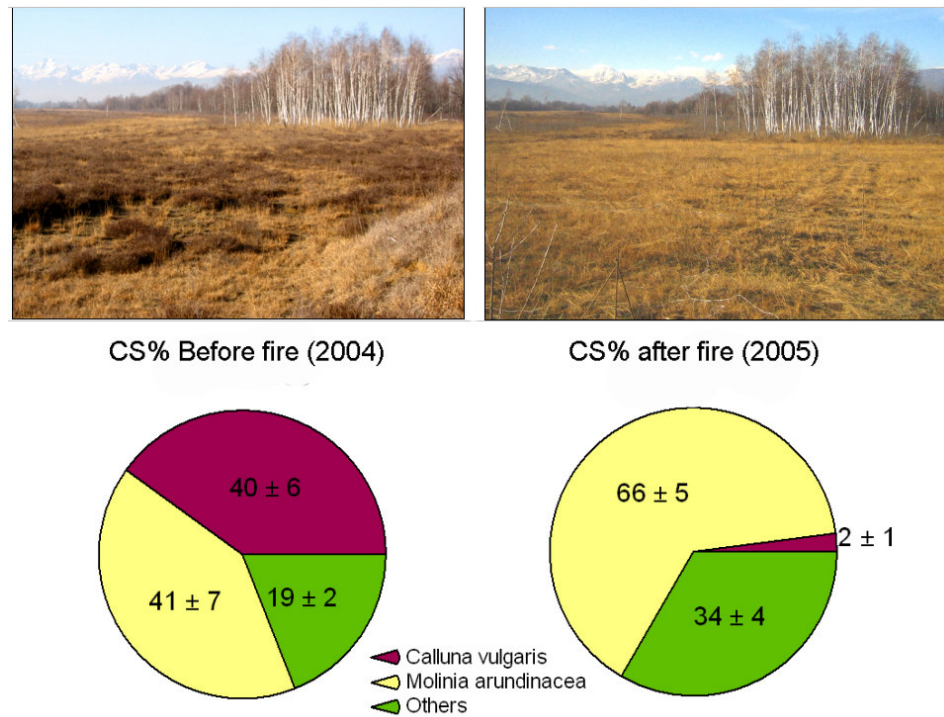 CS% Before fire (2004)
CS% after fire (2005)
40 ± 6
41 ± 7
19 ± 2
66 ± 5
2 ± 1
34 ± 4
Calluna vulgaris
Molinia arundinacea
Others